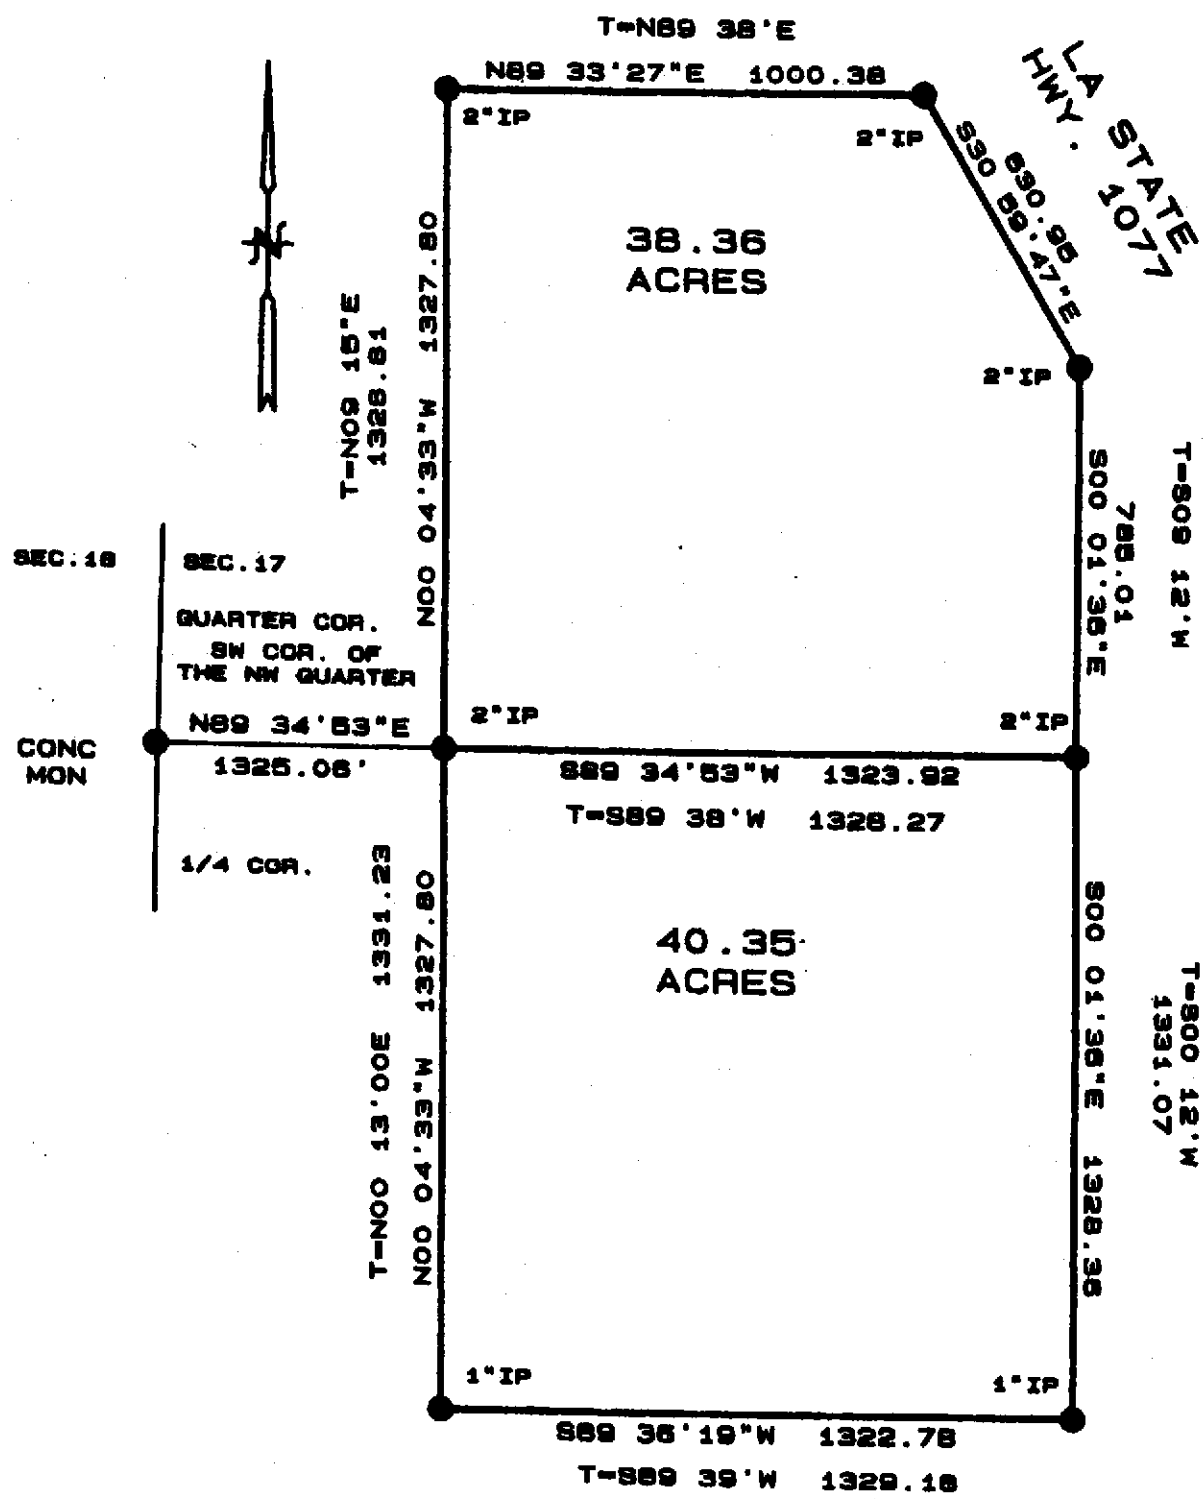 T=N89 38'E
N89 33'27"E 1000.38
LA STATE
HWY. 1077
2"IP
2"IP
630.95
S30 59'47"E
38.36
ACRES
N00 04'33"W 1327.80
T=N09 15"E
1328.81
2"IP
S00 01'36"E
785.01
T=S09 12'W
SEC.18
SEC.17
QUARTER COR.
SW COR. OF
THE NW QUARTER
N89 34'53"E
1325.06'
CONC
MON
2"IP
2"IP
S89 34'53"W 1323.92
T=S89 38'W 1328.27
1/4 COR.
T=N00 13'00E 1331.23
N00 04'33"W 1327.80
40.35
ACRES
S00 01'36"E 1328.36
T=S00 12'W
1331.07
1"IP
1"IP
S89 36'19"W 1322.78
T=S89 39'W 1329.18